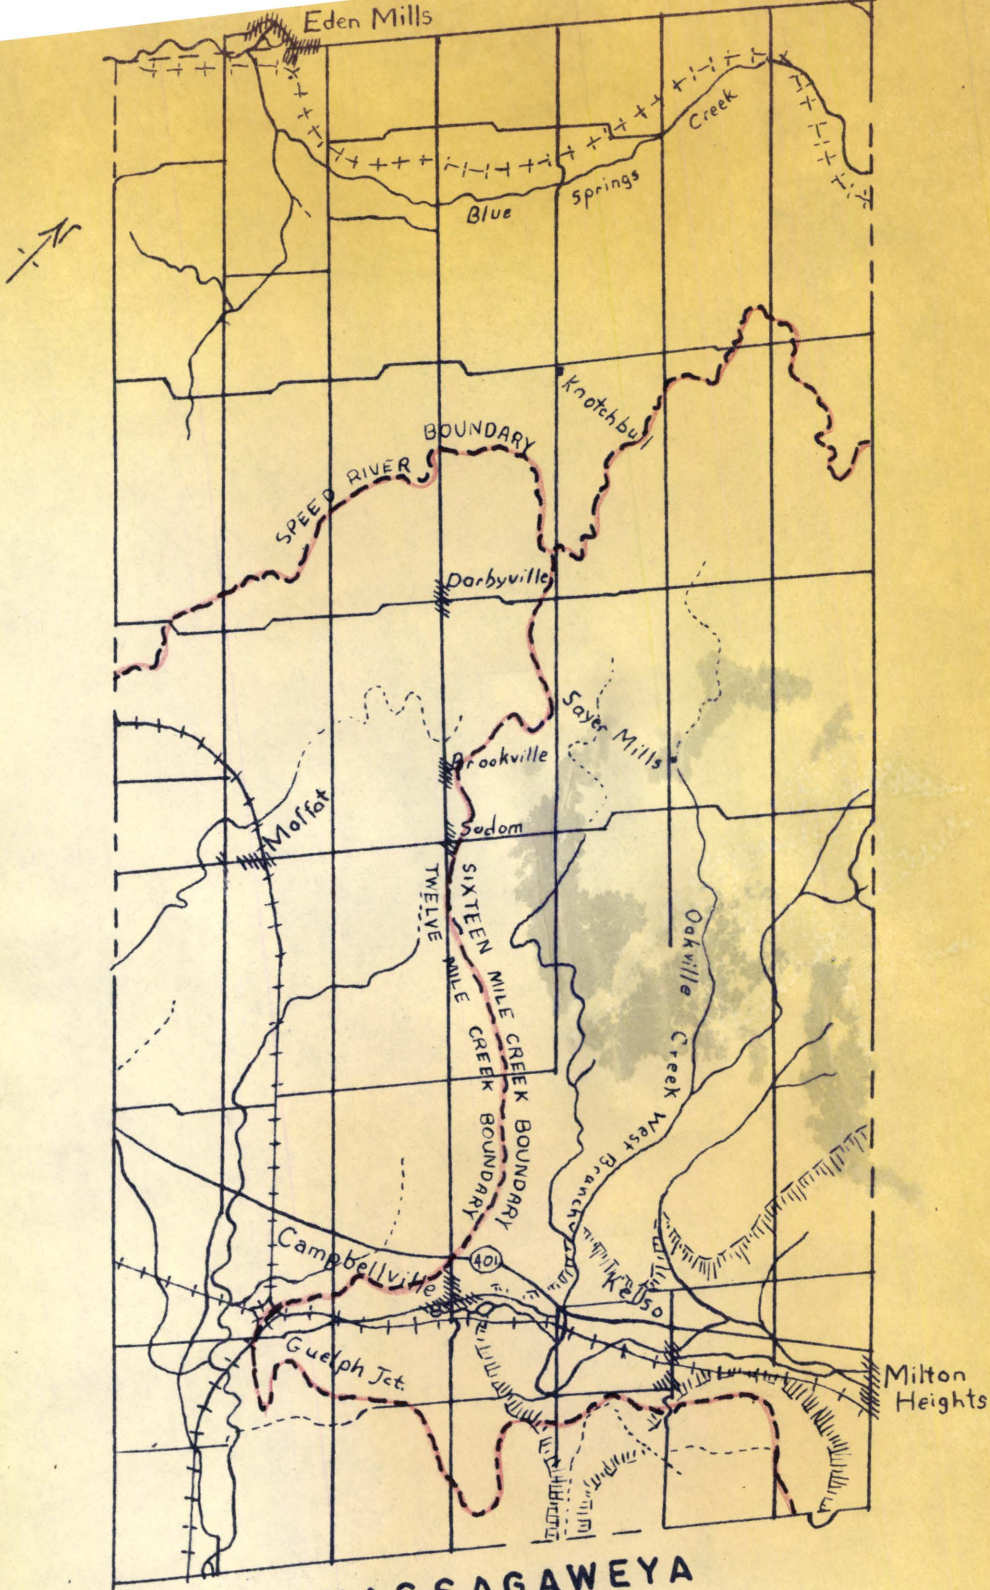 Eden Mills
Creek
Springs
Blue
Knotchbull
BOUNDARY
SPEED RIVER
Darbyville
Sayer Mills
Brookville
Moffat
Sodom
SIXTEEN MILE CREEK BOUNDARY
TWELVE MILE CREEK BOUNDARY
Oakville Creek West Branch
Campbellville
401
Kelso
Guelph Jct.
Milton
Heights
SSAGAWEYA